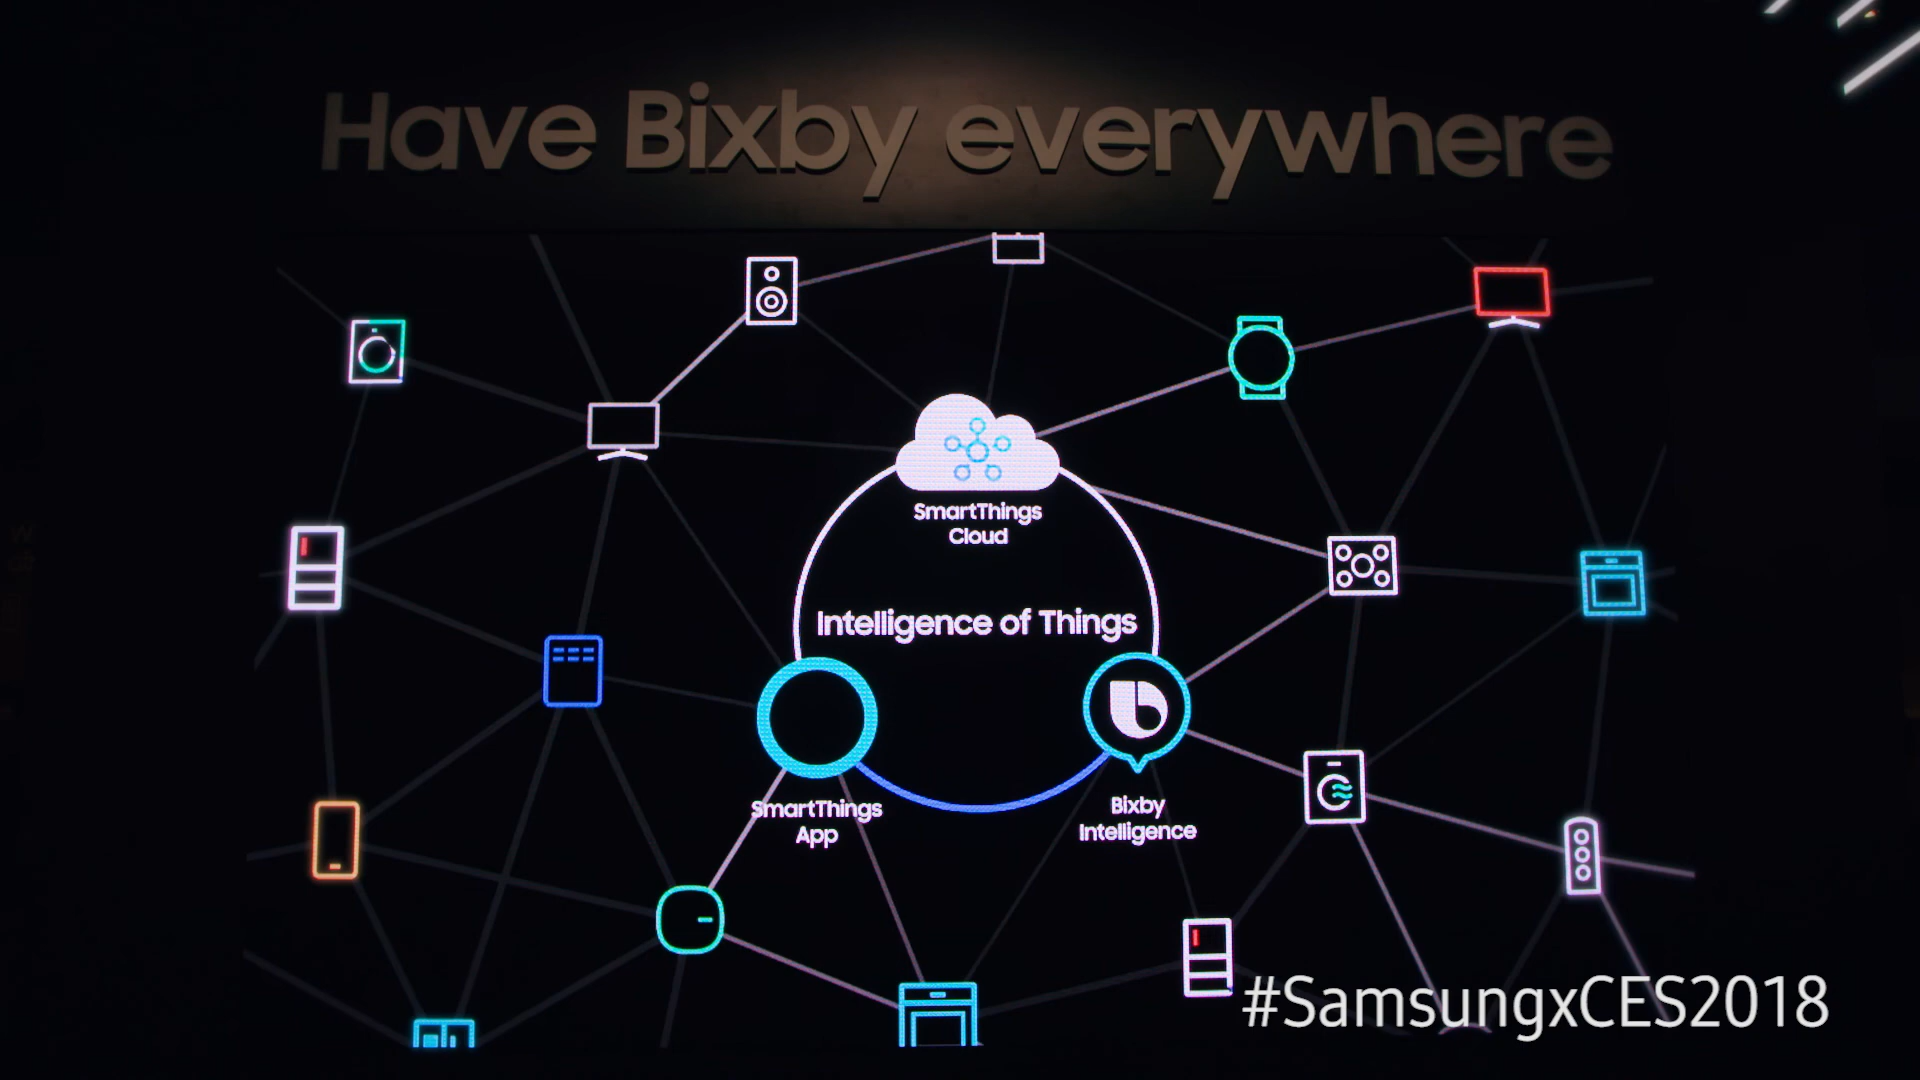 Have Bixby everywhere
SmartThings
Cloud
Intelligence of Things
SmartThings
App
Bixby
Intelligence
#SamsungxCES2018